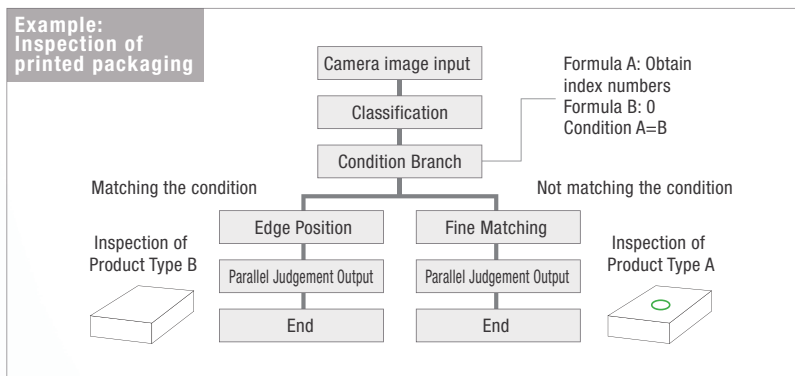 Example:
Inspection of
printed packaging
Camera image input
Classification
Condition Branch
Formula A: Obtain
index numbers
Formula B: 0
Condition A=B
Matching the condition
Not matching the condition
Edge Position
Fine Matching
Inspection of
Product Type B
Parallel Judgement Output
Parallel Judgement Output
Inspection of
Product Type A
End
End